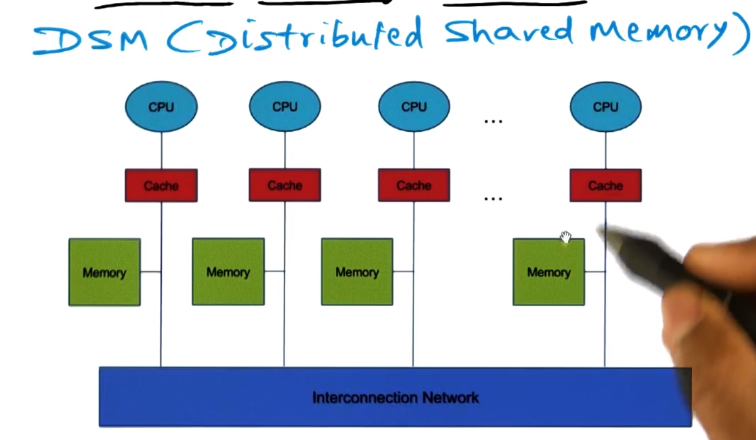 DSM (Distributed Shared Memory)
CPU CPU CPU ... CPU
Cache Cache Cache ... Cache
Memory Memory Memory Memory
Interconnection Network